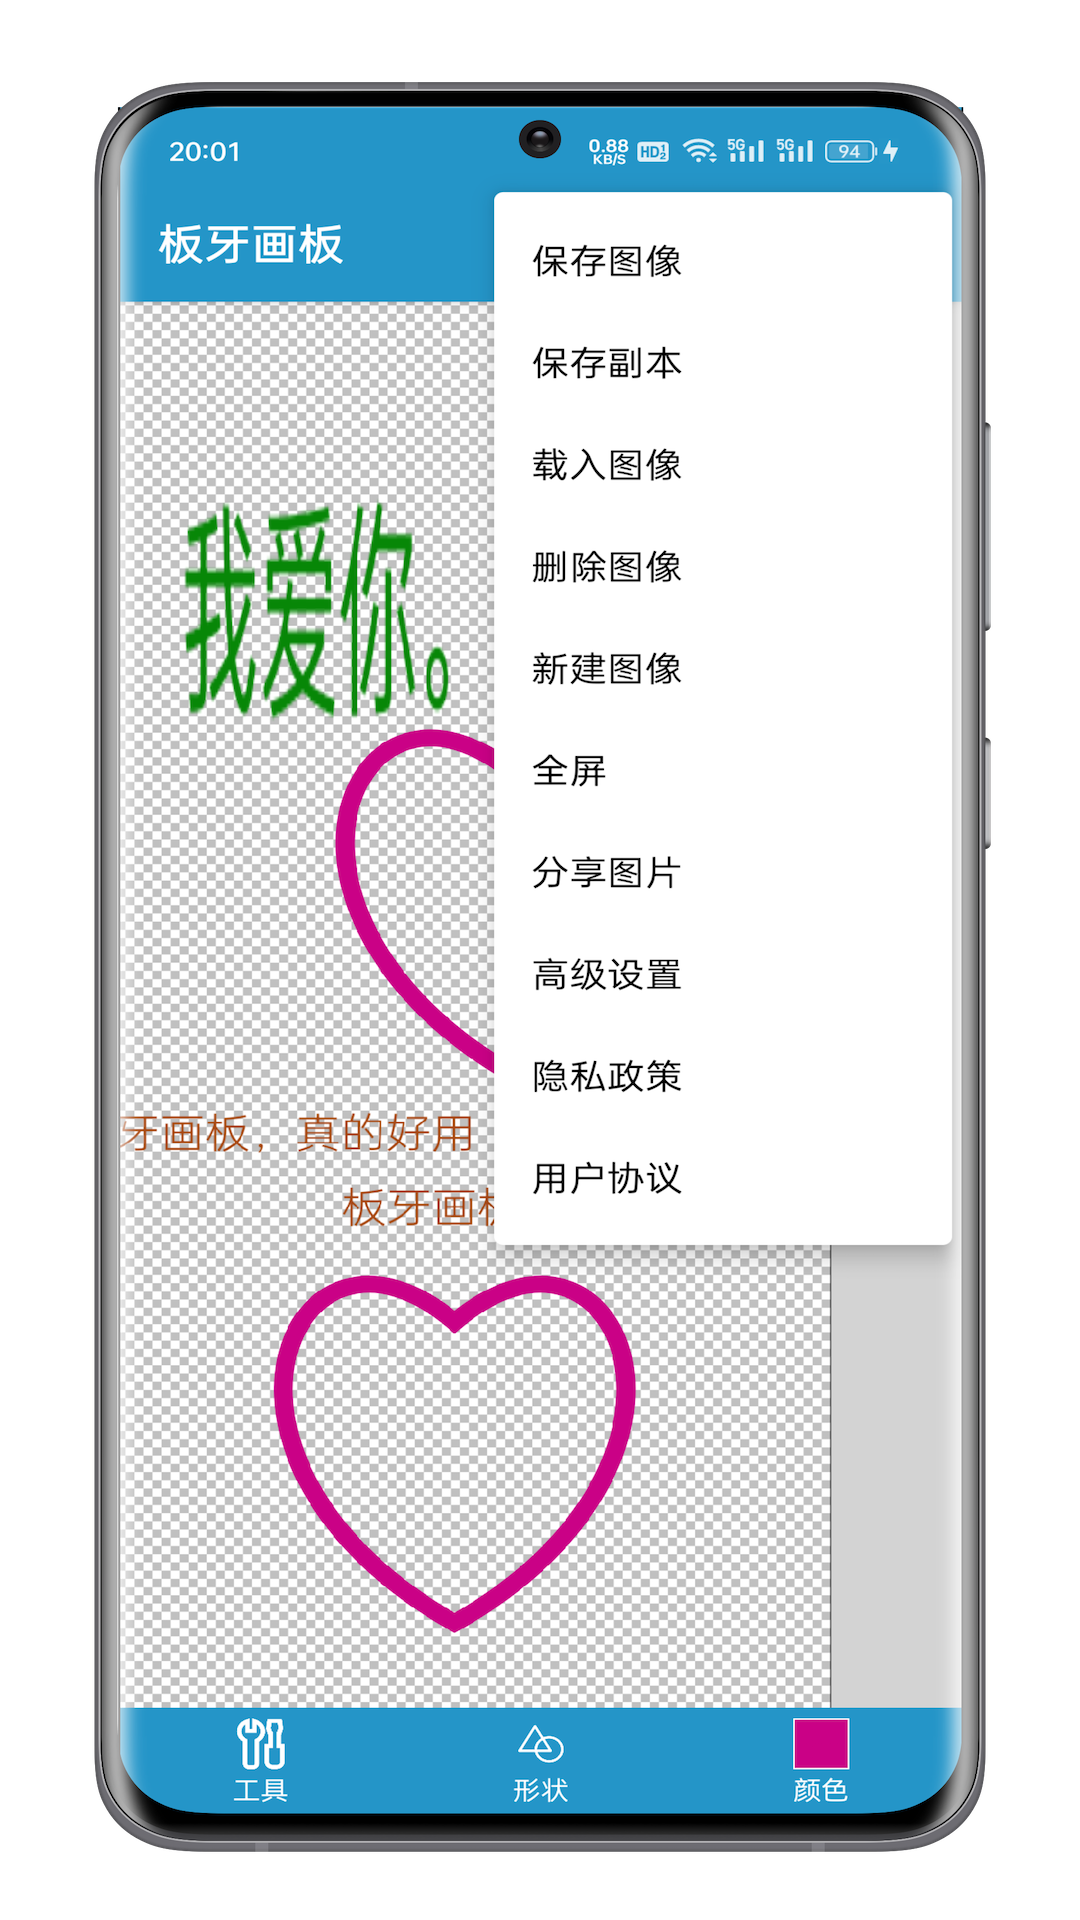 20:01
0.88
KB/S
HD
5G
5G
94
板牙画板
保存图像
保存副本
载入图像
删除图像
新建图像
全屏
分享图片
高级设置
隐私政策
用户协议
我爱你。
牙画板，真的好用
板牙画板
工具
形状
颜色